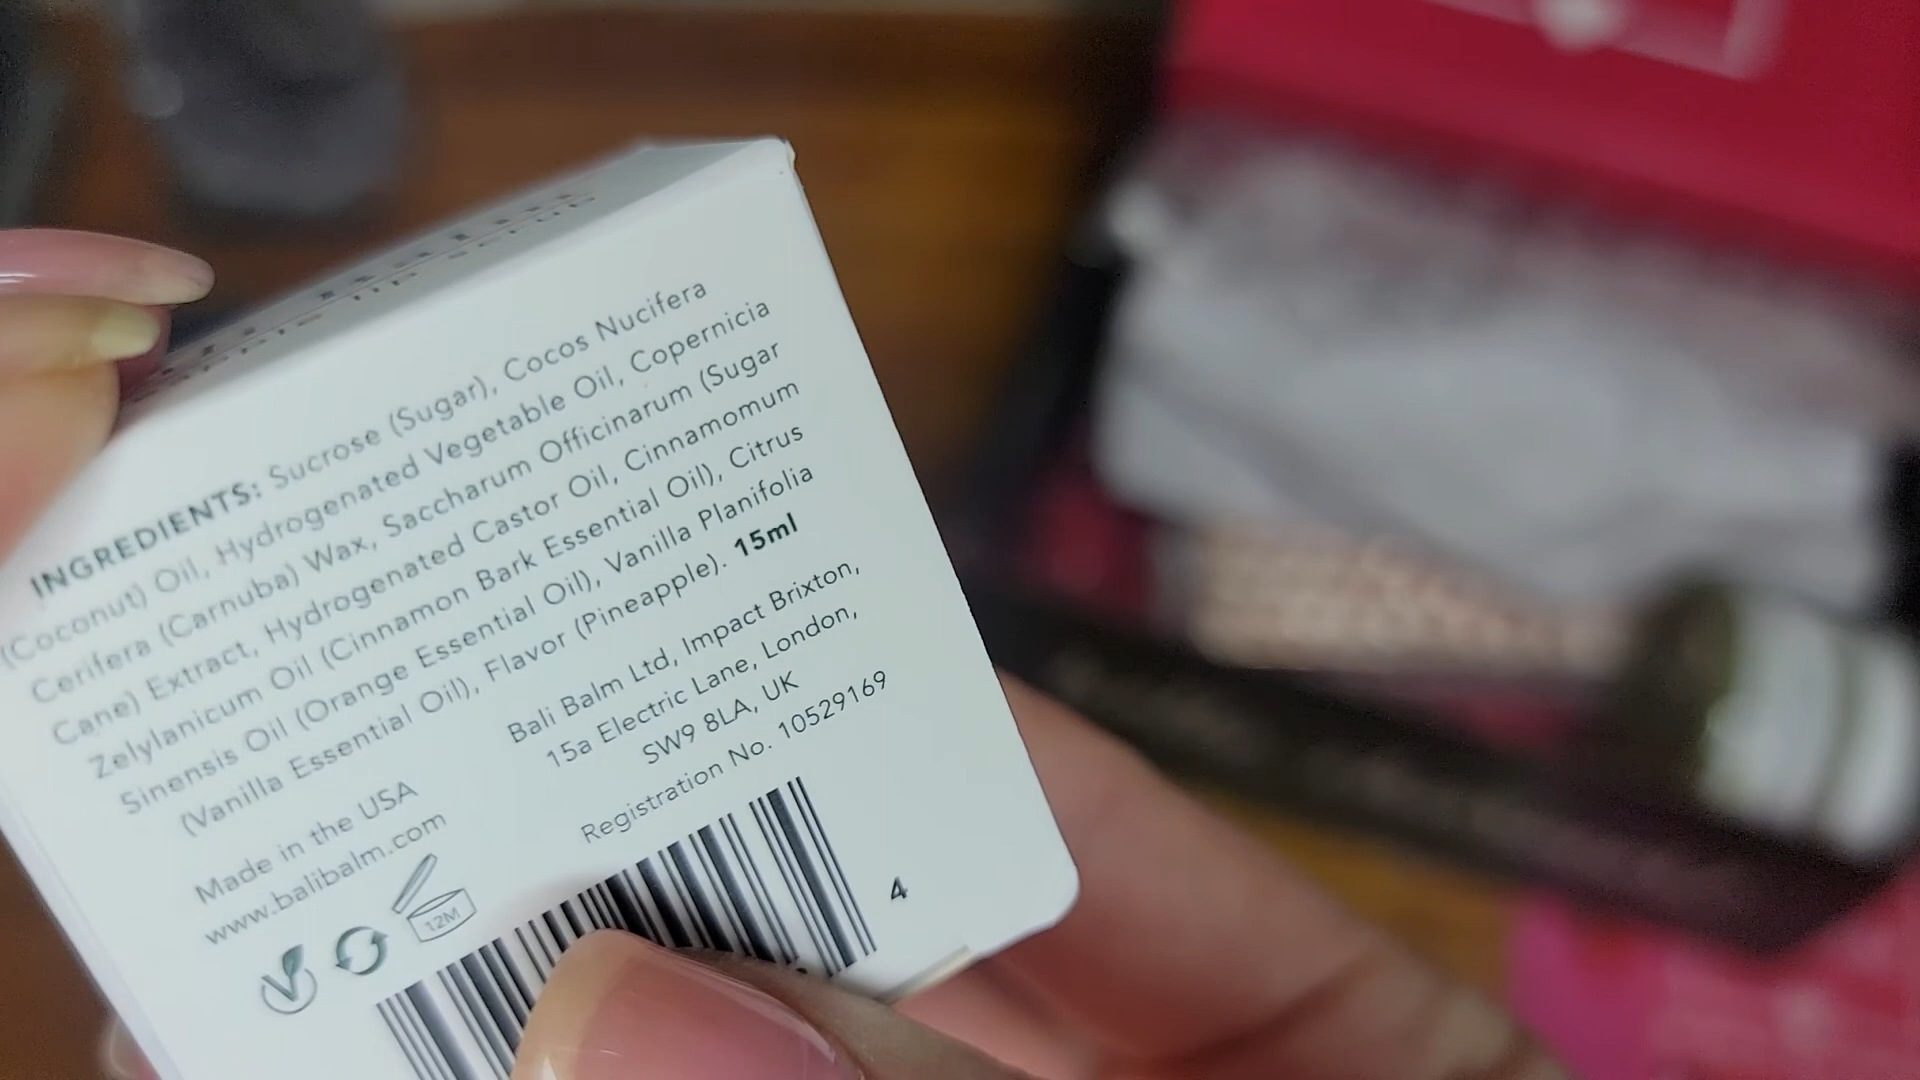 lip scrub
INGREDIENTS: Sucrose (Sugar), Cocos Nucifera
(Coconut) Oil, Hydrogenated Vegetable Oil, Copernicia
Cerifera (Carnuba) Wax, Saccharum Officinarum (Sugar
Cane) Extract, Hydrogenated Castor Oil, Cinnamomum
Zelylanicum Oil (Cinnamon Bark Essential Oil), Citrus
Sinensis Oil (Orange Essential Oil), Vanilla Planifolia
(Vanilla Essential Oil), Flavor (Pineapple). 15ml
Bali Balm Ltd, Impact Brixton,
15a Electric Lane, London,
SW9 8LA, UK
Registration No. 10529169
Made in the USA
www.balibalm.com
12M
4